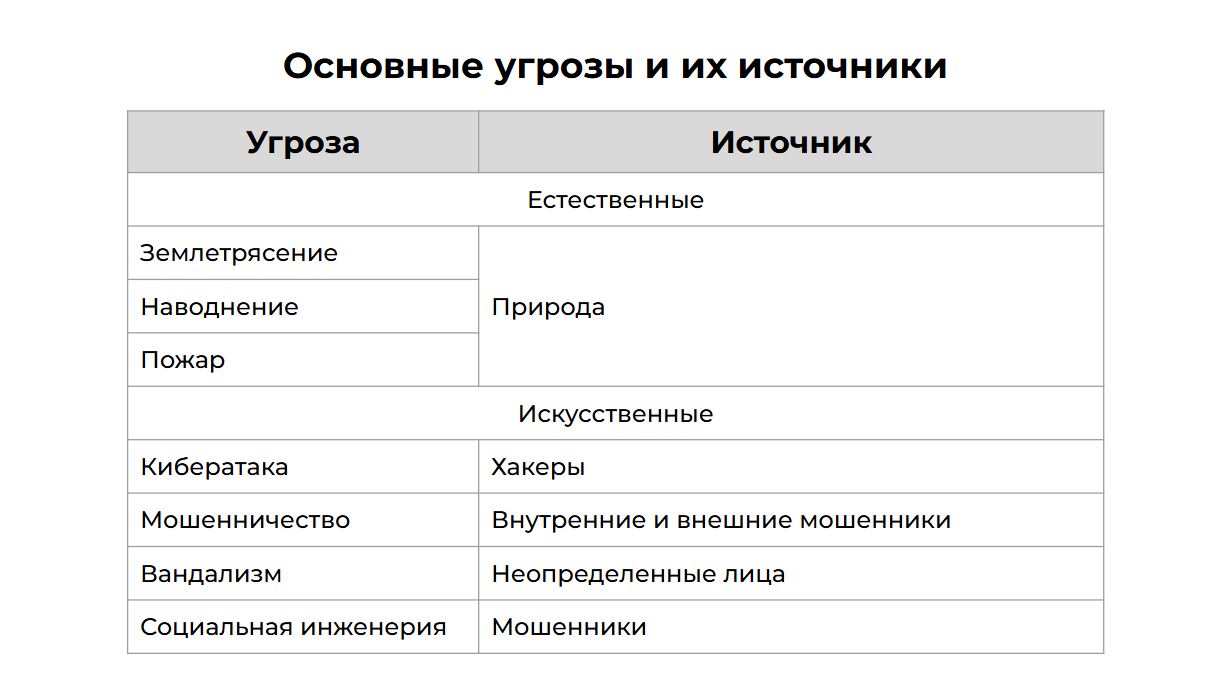 Основные угрозы и их источники
Угроза Источник
Естественные
Землетрясение
Наводнение Природа
Пожар
Искусственные
Кибератака Хакеры
Мошенничество Внутренние и внешние мошенники
Вандализм Неопределенные лица
Социальная инженерия Мошенники